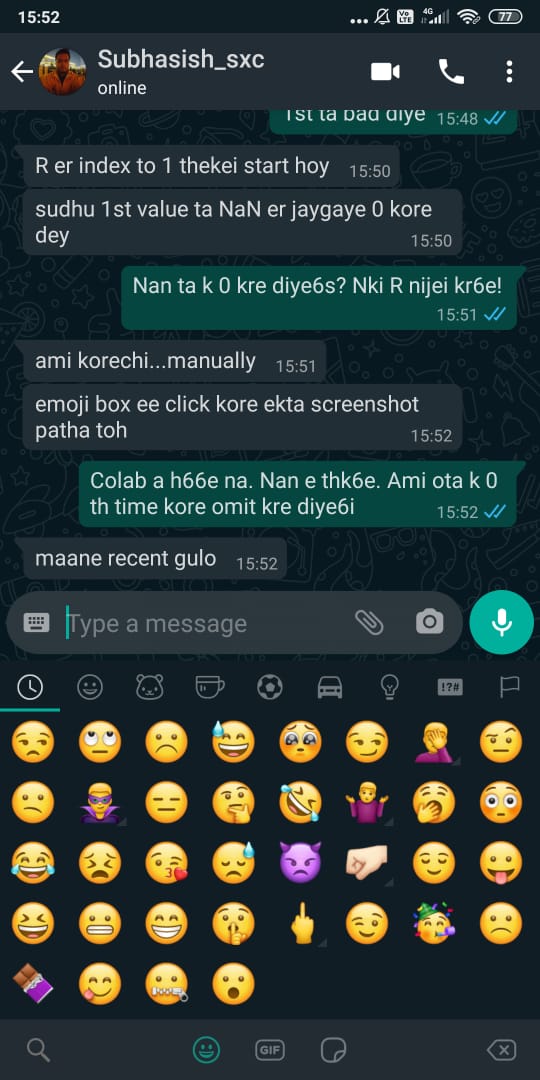 15:52
Vo LTE 4G 77
Subhasish_sxc
online
1st ta bad diye 15:48
R er index to 1 thekei start hoy 15:50
sudhu 1st value ta NaN er jaygaye 0 kore
dey 15:50
Nan ta k 0 kre diye6s? Nki R nijei kr6e!
15:51
ami korechi...manually 15:51
emoji box ee click kore ekta screenshot
patha toh 15:52
Colab a h66e na. Nan e thk6e. Ami ota k 0
th time kore omit kre diye6i 15:52
maane recent gulo 15:52
Type a message
!?#
GIF